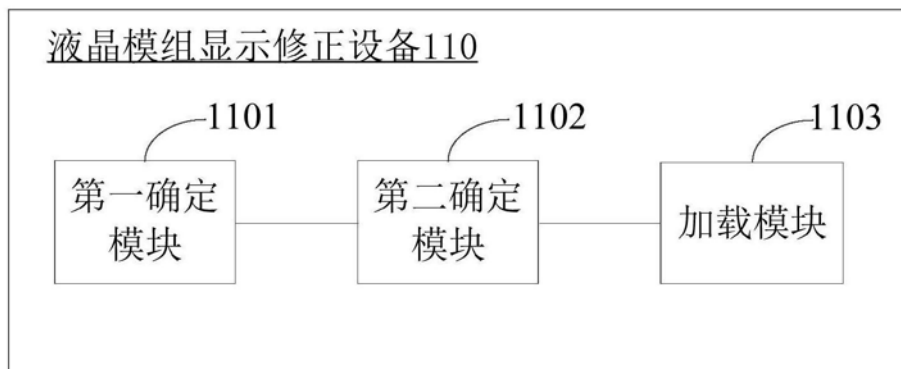 液晶模组显示修正设备110
1101
1102
1103
第一确定
模块
第二确定
模块
加载模块